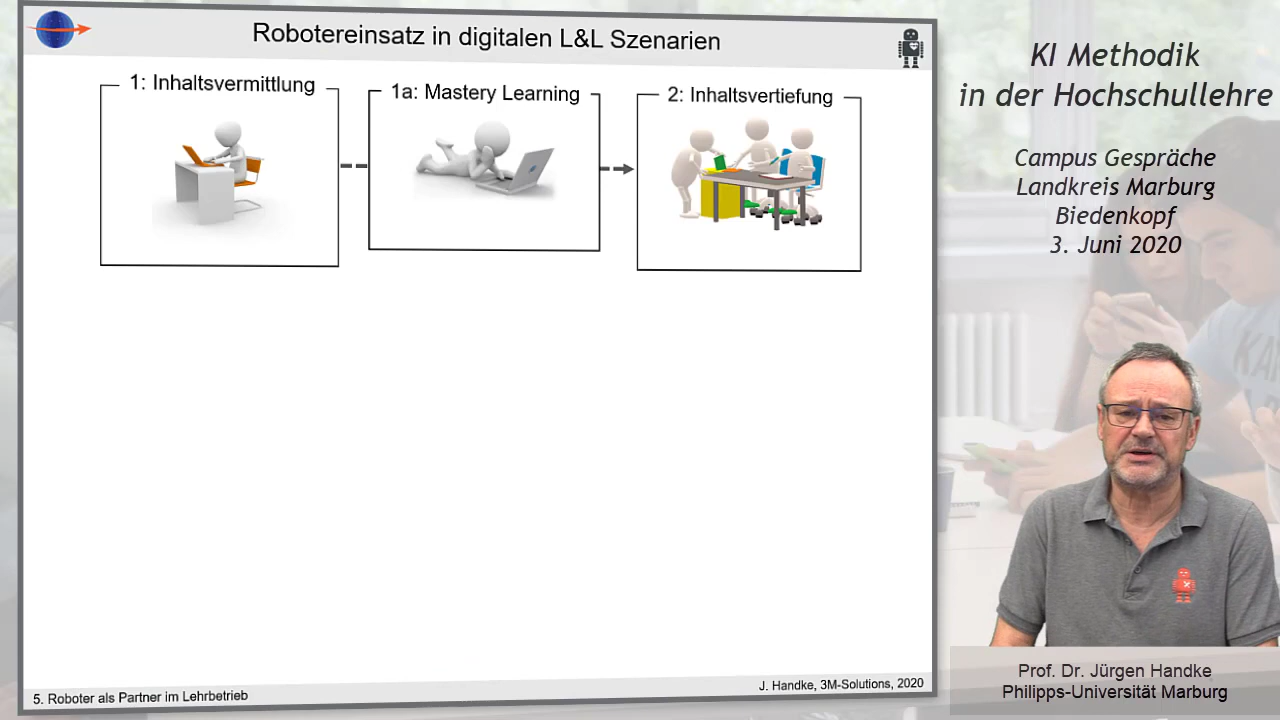 Robotereinsatz in digitalen L&L Szenarien
1: Inhaltsvermittlung
1a: Mastery Learning
2: Inhaltsvertiefung
5. Roboter als Partner im Lehrbetrieb
J. Handke, 3M-Solutions, 2020
KI Methodik
in der Hochschullehre
Campus Gespräche
Landkreis Marburg
Biedenkopf
3. Juni 2020
Prof. Dr. Jürgen Handke
Philipps-Universität Marburg